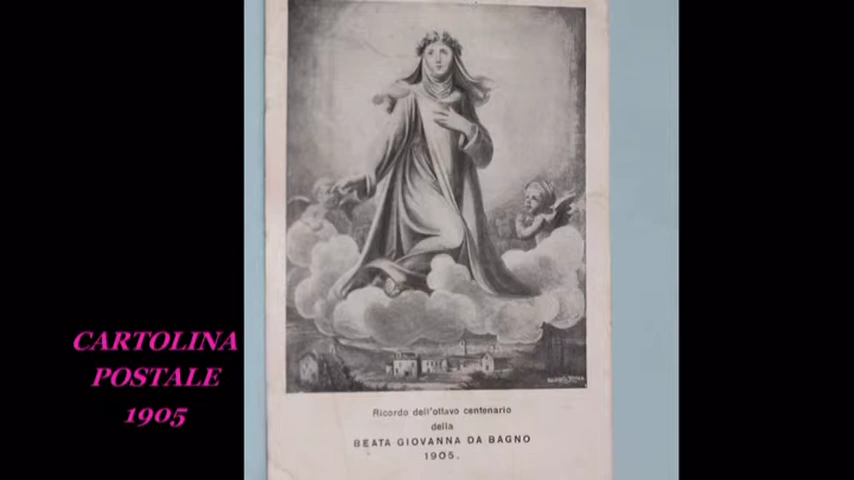 CARTOLINA
POSTALE
1905
Ricordo dell'ottavo centenario
della
BEATA GIOVANNA DA BAGNO
1905.